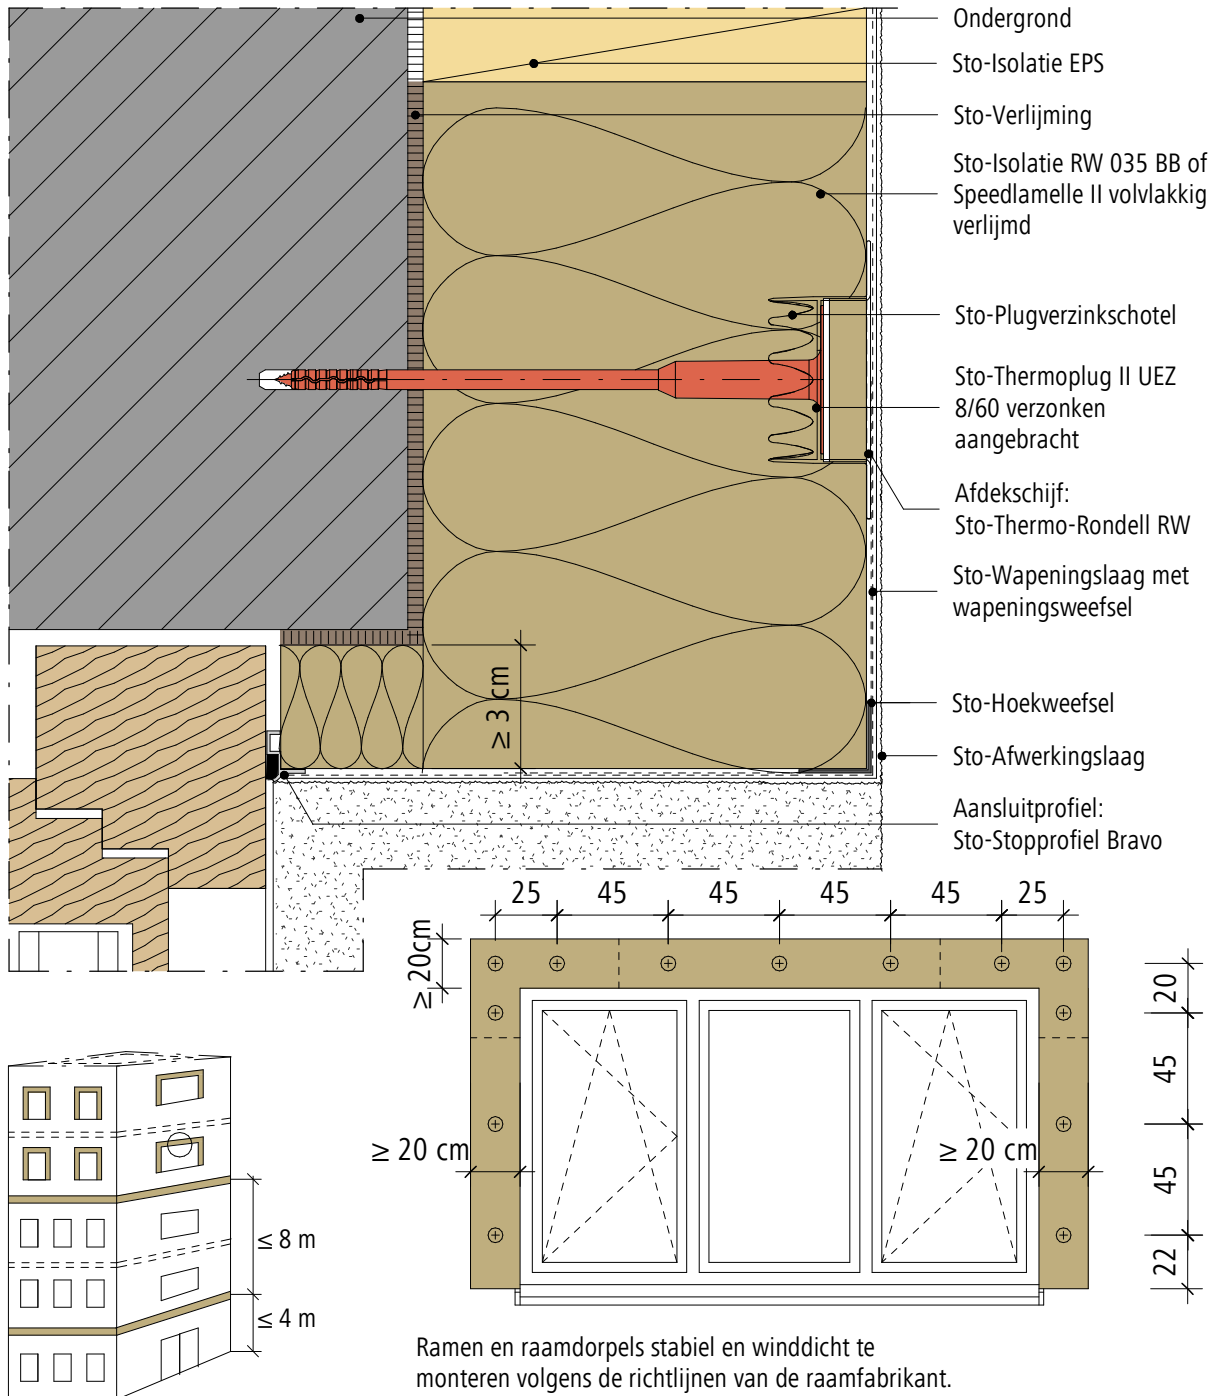 Ondergrond
Sto-Isolatie EPS
Sto-Verlijming
Sto-Isolatie RW 035 BB of
Speedlamelle II volvlakkig
verlijmd
Sto-Plugverzinkschotel
Sto-Thermoplug II UEZ
8/60 verzonken
aangebracht
Afdekschijf:
Sto-Thermo-Rondell RW
Sto-Wapeningslaag met
wapeningsweefsel
≥ 3 cm
Sto-Hoekweefsel
Sto-Afwerkingslaag
Aansluitprofiel:
Sto-Stopprofiel Bravo
25 45 45 45 45 25
≥ 20cm
20
45
45
22
≥ 20 cm
≥ 20 cm
≤ 8 m
≤ 4 m
Ramen en raamdorpels stabiel en winddicht te
monteren volgens de richtlijnen van de raamfabrikant.